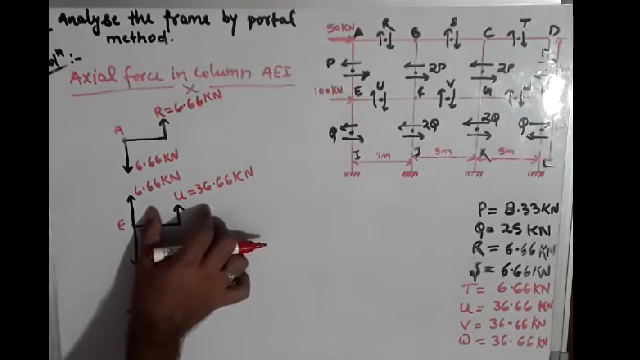 Analyse the frame by portal
method.
Solⁿ :-
Axial force in column AEI
R=6.66KN
A
6.66KN
6.66KN
U=36.66KN
E
50KN A R B S C T D
P 2P 2P
100KN E U F V G
Q 2Q 2Q Q
I 5m J 5m K 5m L
P= 8.33KN
Q= 25 KN
R= 6.66 KN
S= 6.66KN
T= 6.66 KN
U= 36.66 KN
V= 36.66 KN
W= 36.66 KN